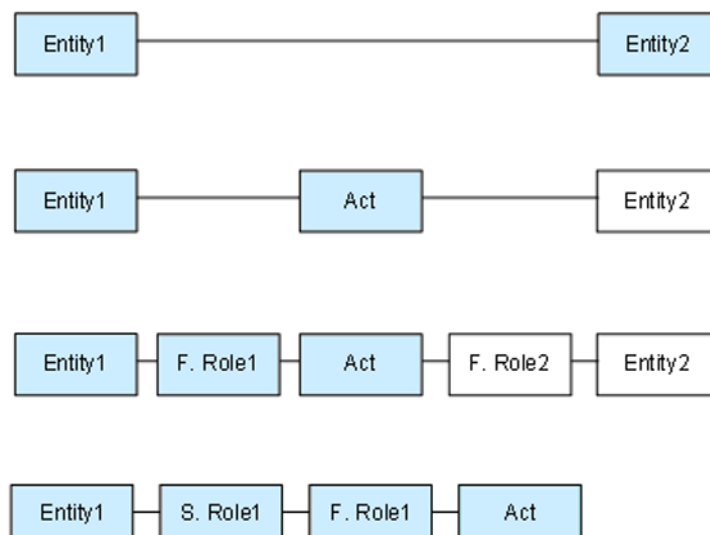 Entity1
Entity2
Entity1
Act
Entity2
Entity1
F. Role1
Act
F. Role2
Entity2
Entity1
S. Role1
F. Role1
Act